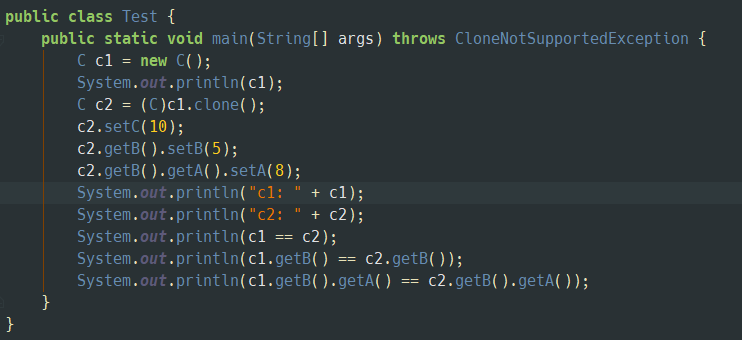 public class Test {
    public static void main(String[] args) throws CloneNotSupportedException {
        C c1 = new C();
        System.out.println(c1);
        C c2 = (C)c1.clone();
        c2.setC(10);
        c2.getB().setB(5);
        c2.getB().getA().setA(8);
        System.out.println("c1: " + c1);
        System.out.println("c2: " + c2);
        System.out.println(c1 == c2);
        System.out.println(c1.getB() == c2.getB());
        System.out.println(c1.getB().getA() == c2.getB().getA());
    }
}